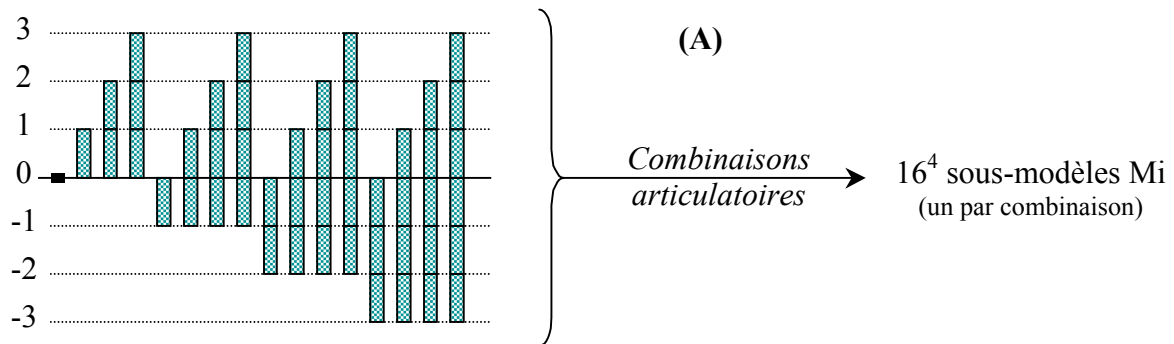 3
2
1
0
-1
-2
-3
(A)
Combinaisons
articulatoires
16⁴ sous-modèles Mi
(un par combinaison)